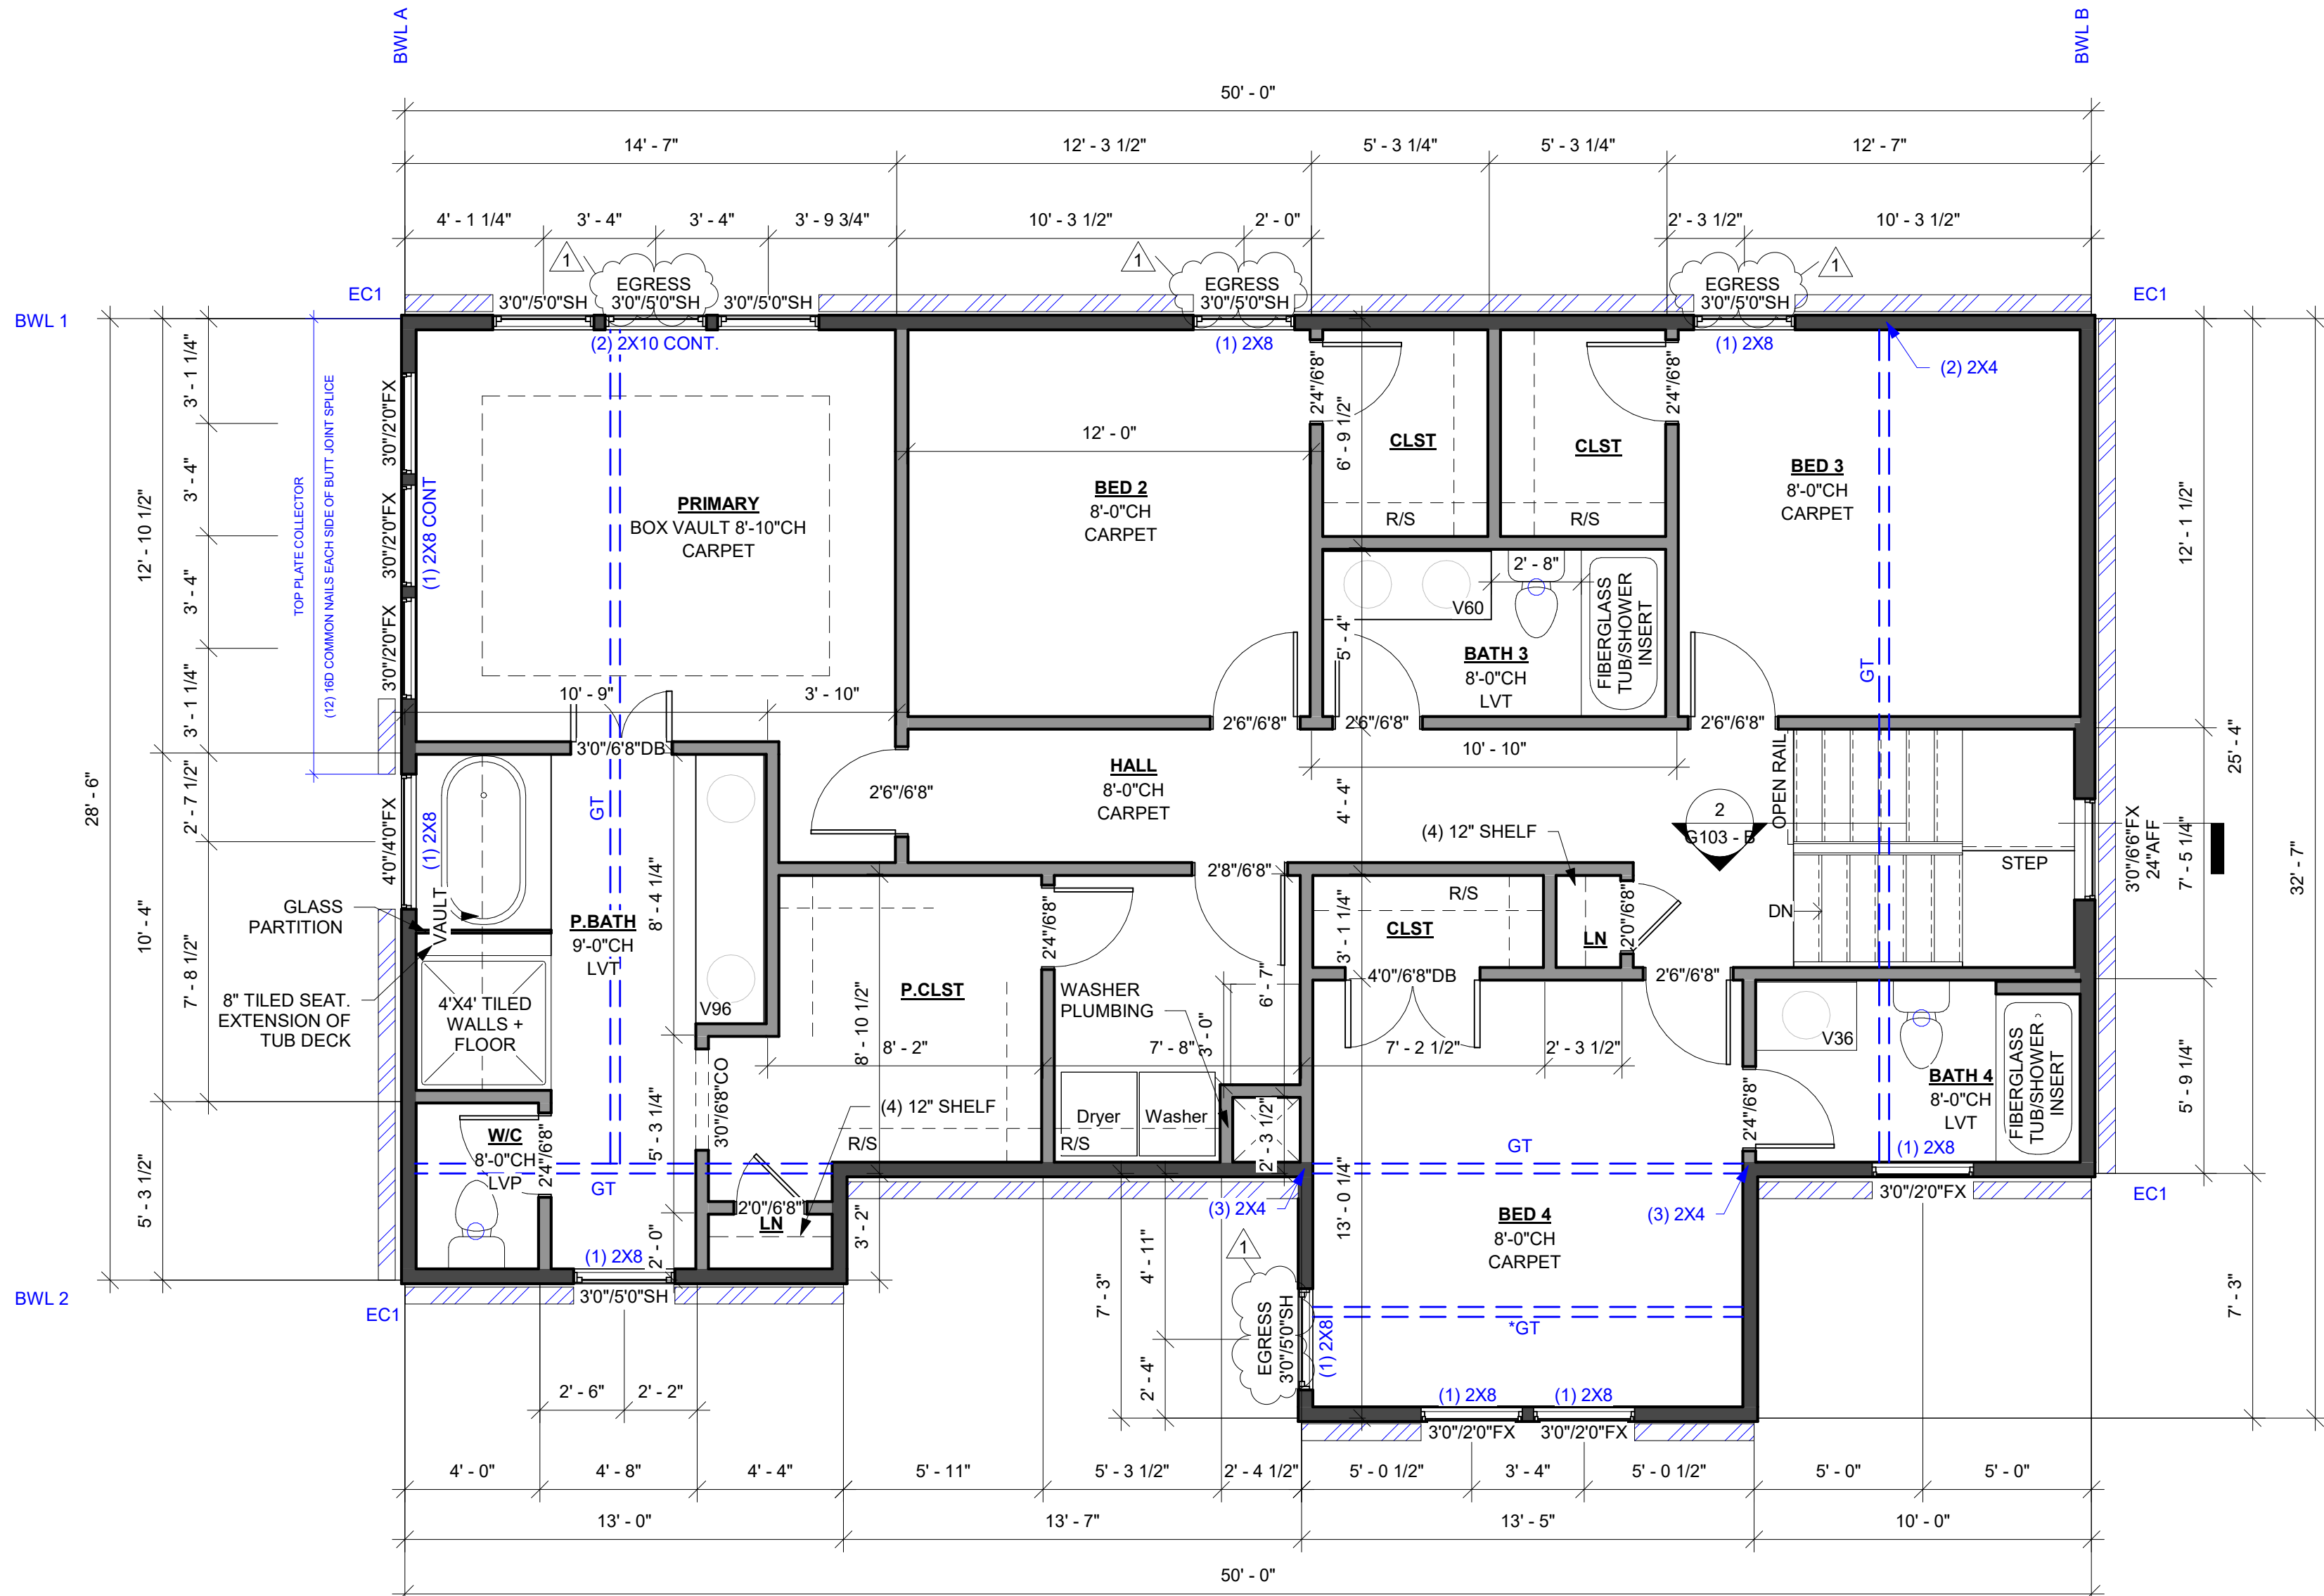 BWL A
BWL B
50' - 0"
14' - 7"
12' - 3 1/2"
5' - 3 1/4"
5' - 3 1/4"
12' - 7"
4' - 1 1/4"
3' - 4"
3' - 4"
3' - 9 3/4"
10' - 3 1/2"
2' - 0"
2' - 3 1/2"
10' - 3 1/2"
1
EGRESS
1
EGRESS
EGRESS
1
EC1
3'0"/5'0"SH
3'0"/5'0"SH
3'0"/5'0"SH
3'0"/5'0"SH
3'0"/5'0"SH
EC1
BWL 1
(2) 2X10 CONT.
(1) 2X8
(1) 2X8
(2) 2X4
28' - 6"
12' - 10 1/2"
10' - 4"
5' - 3 1/2"
3' - 1 1/4"
3' - 4"
3' - 4"
3' - 1 1/4"
2' - 7 1/2"
7' - 8 1/2"
TOP PLATE COLLECTOR
(12) 16D COMMON NAILS EACH SIDE OF BUTT JOINT SPLICE
3'0"/2'0"FX
3'0"/2'0"FX
3'0"/2'0"FX
(1) 2X8 CONT
PRIMARY
BOX VAULT 8'-10"CH
CARPET
12' - 0"
BED 2
8'-0"CH
CARPET
2'4"/6'8"
6' - 9 1/2"
CLST
R/S
CLST
R/S
2'4"/6'8"
BED 3
8'-0"CH
CARPET
GT
12' - 1 1/2"
25' - 4"
32' - 7"
2' - 8"
V60
5' - 4"
BATH 3
8'-0"CH
LVT
FIBERGLASS
TUB/SHOWER
INSERT
10' - 9"
3' - 10"
3'0"/6'8"DB
2'6"/6'8"
2'6"/6'8"
2'6"/6'8"
10' - 10"
HALL
8'-0"CH
CARPET
2'6"/6'8"
4' - 4"
OPEN RAIL
2
G103 - B
STEP
DN
3'0"/6'6"FX
24"AFF
7' - 5 1/4"
(4) 12" SHELF
GT
4'0"/4'0"FX
(1) 2X8
VAULT
GLASS
PARTITION
8" TILED SEAT.
EXTENSION OF
TUB DECK
4'X4' TILED
WALLS +
FLOOR
P.BATH
9'-0"CH
LVT
8' - 4 1/4"
V96
2'8"/6'8"
2'4"/6'8"
P.CLST
8' - 10 1/2"
WASHER
PLUMBING
6' - 7"
3' - 0"
3' - 1 1/4"
R/S
CLST
LN
2'0"/6'8"
4'0"/6'8"DB
2'6"/6'8"
8' - 2"
7' - 8"
7' - 2 1/2"
2' - 3 1/2"
V36
BATH 4
8'-0"CH
LVT
FIBERGLASS
TUB/SHOWER
INSERT
5' - 9 1/4"
2'4"/6'8"
(1) 2X8
3'0"/2'0"FX
EC1
5' - 3 1/4"
3'0"/6'8"CO
(4) 12" SHELF
Dryer
Washer
R/S
R/S
2' - 3 1/2"
W/C
8'-0"CH
LVP
2'4"/6'8"
GT
2'0"/6'8"
LN
2' - 0"
3' - 2"
(1) 2X8
3'0"/5'0"SH
BWL 2
EC1
GT
(3) 2X4
(3) 2X4
13' - 0 1/4"
BED 4
8'-0"CH
CARPET
*GT
1
EGRESS
3'0"/5'0"SH
(1) 2X8
7' - 3"
4' - 11"
2' - 4"
7' - 3"
(1) 2X8
(1) 2X8
3'0"/2'0"FX
3'0"/2'0"FX
2' - 6"
2' - 2"
4' - 0"
4' - 8"
4' - 4"
5' - 11"
5' - 3 1/2"
2' - 4 1/2"
5' - 0 1/2"
3' - 4"
5' - 0 1/2"
5' - 0"
5' - 0"
13' - 0"
13' - 7"
13' - 5"
10' - 0"
50' - 0"